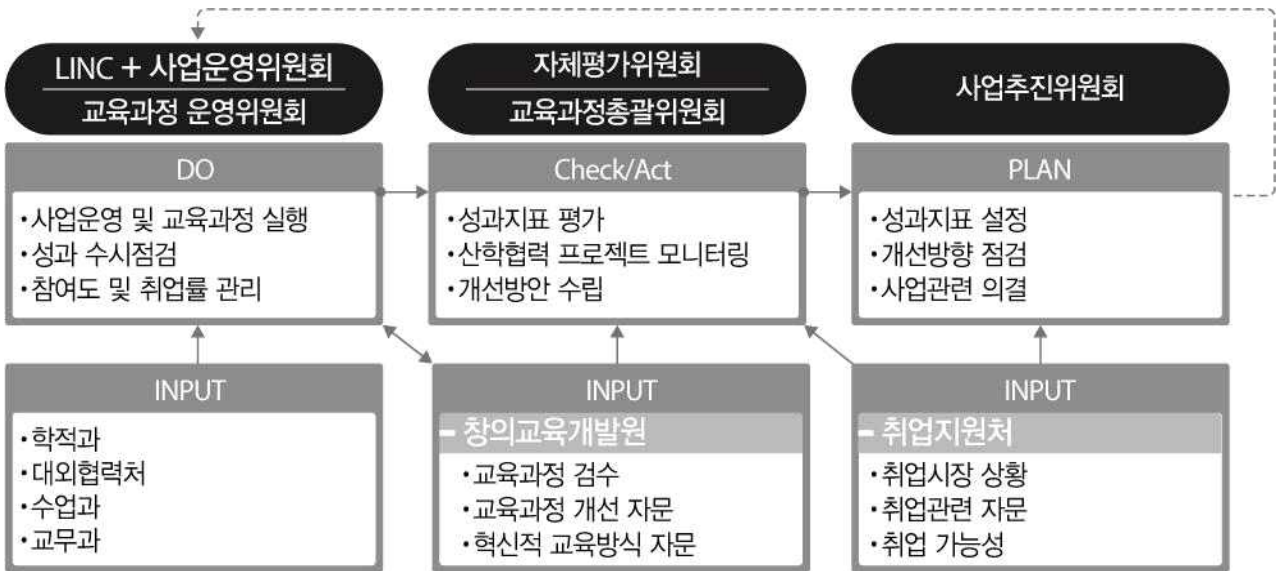 LINC + 사업운영위원회
교육과정 운영위원회
DO
•사업운영 및 교육과정 실행
•성과 수시점검
•참여도 및 취업률 관리
자체평가위원회
교육과정총괄위원회
Check/Act
•성과지표 평가
•산학협력 프로젝트 모니터링
•개선방안 수립
사업추진위원회
PLAN
•성과지표 설정
•개선방향 점검
•사업관련 의결
INPUT
•학적과
•대외협력처
•수업과
•교무과
INPUT
- 창의교육개발원
•교육과정 검수
•교육과정 개선 자문
•혁신적 교육방식 자문
INPUT
- 취업지원처
•취업시장 상황
•취업관련 자문
•취업 가능성